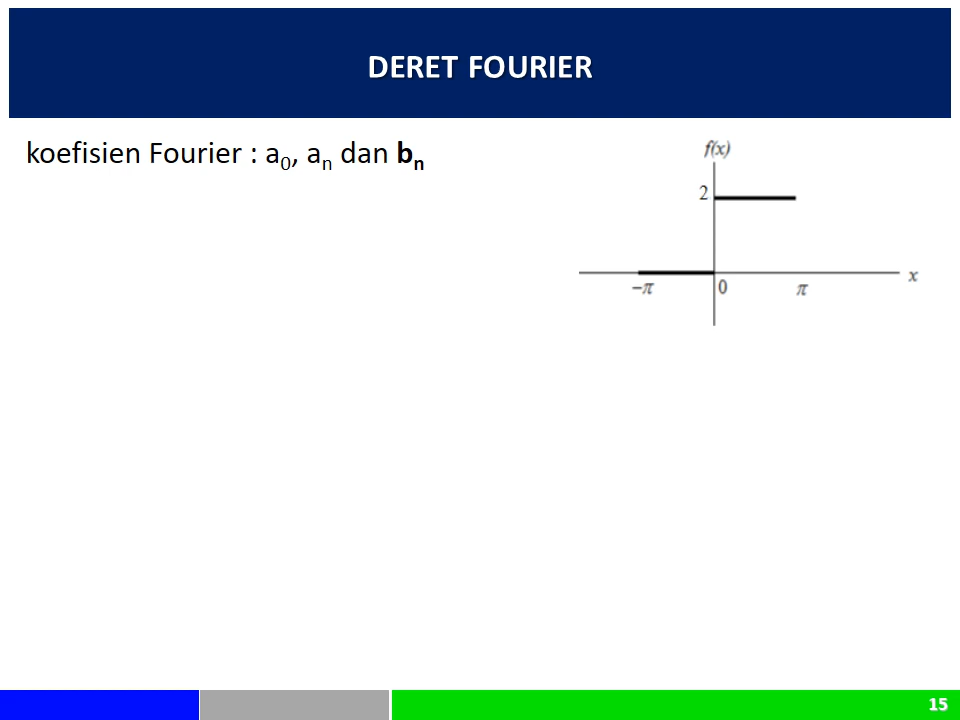 DERET FOURIER
koefisien Fourier : a0, an dan bn
f(x)
2
x
−π
0
π
15